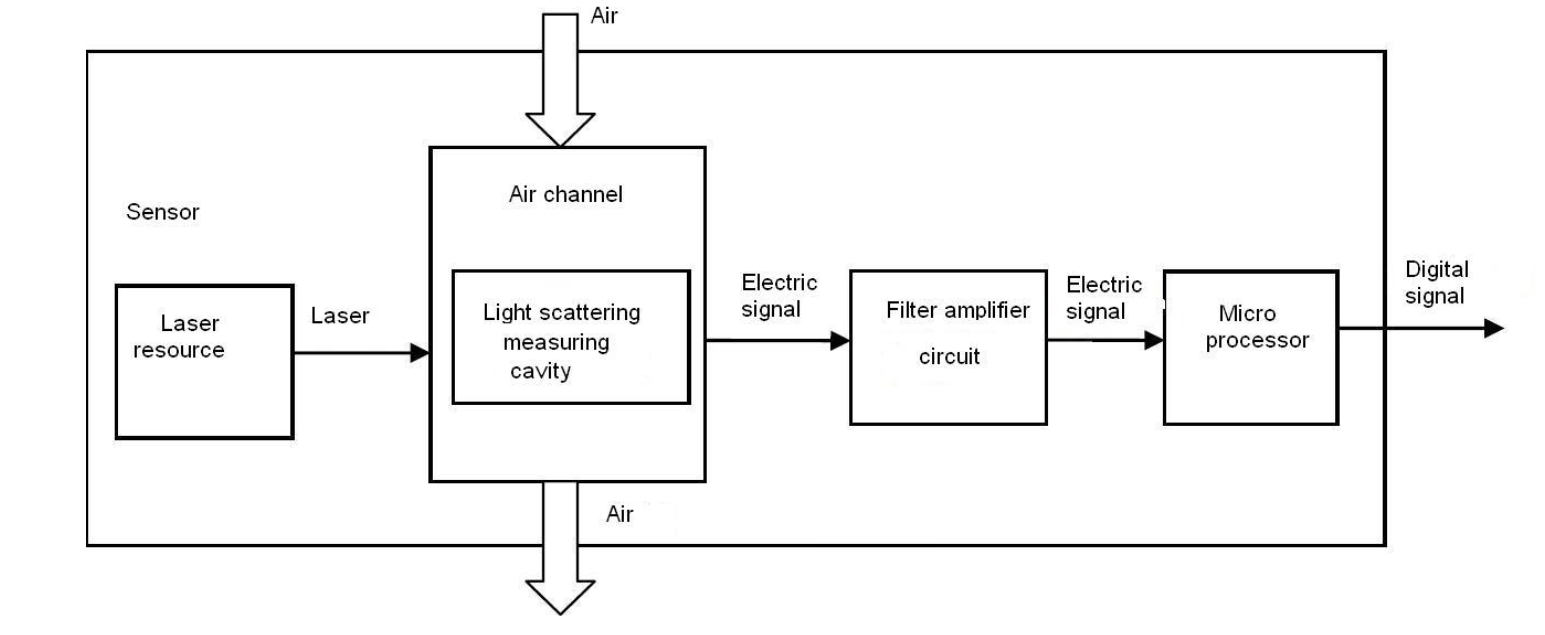 Air
Sensor
Laser
resource
Laser
Air channel
Light scattering
measuring
cavity
Electric
signal
Filter amplifier
circuit
Electric
signal
Micro
processor
Digital
signal
Air